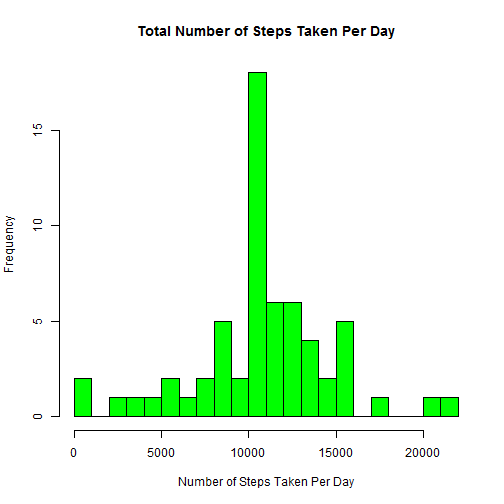 Total Number of Steps Taken Per Day
Frequency
15
10
5
0
0 5000 10000 15000 20000
Number of Steps Taken Per Day